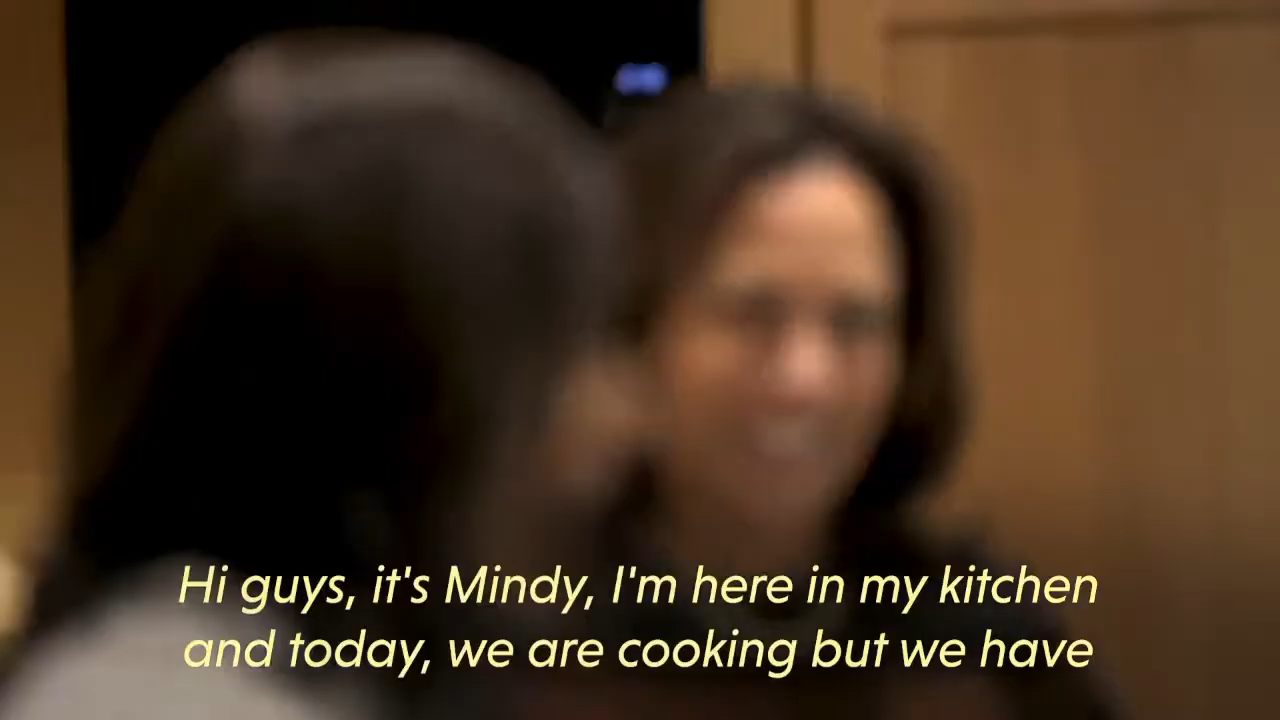 Hi guys, it's Mindy, I'm here in my kitchen
and today, we are cooking but we have